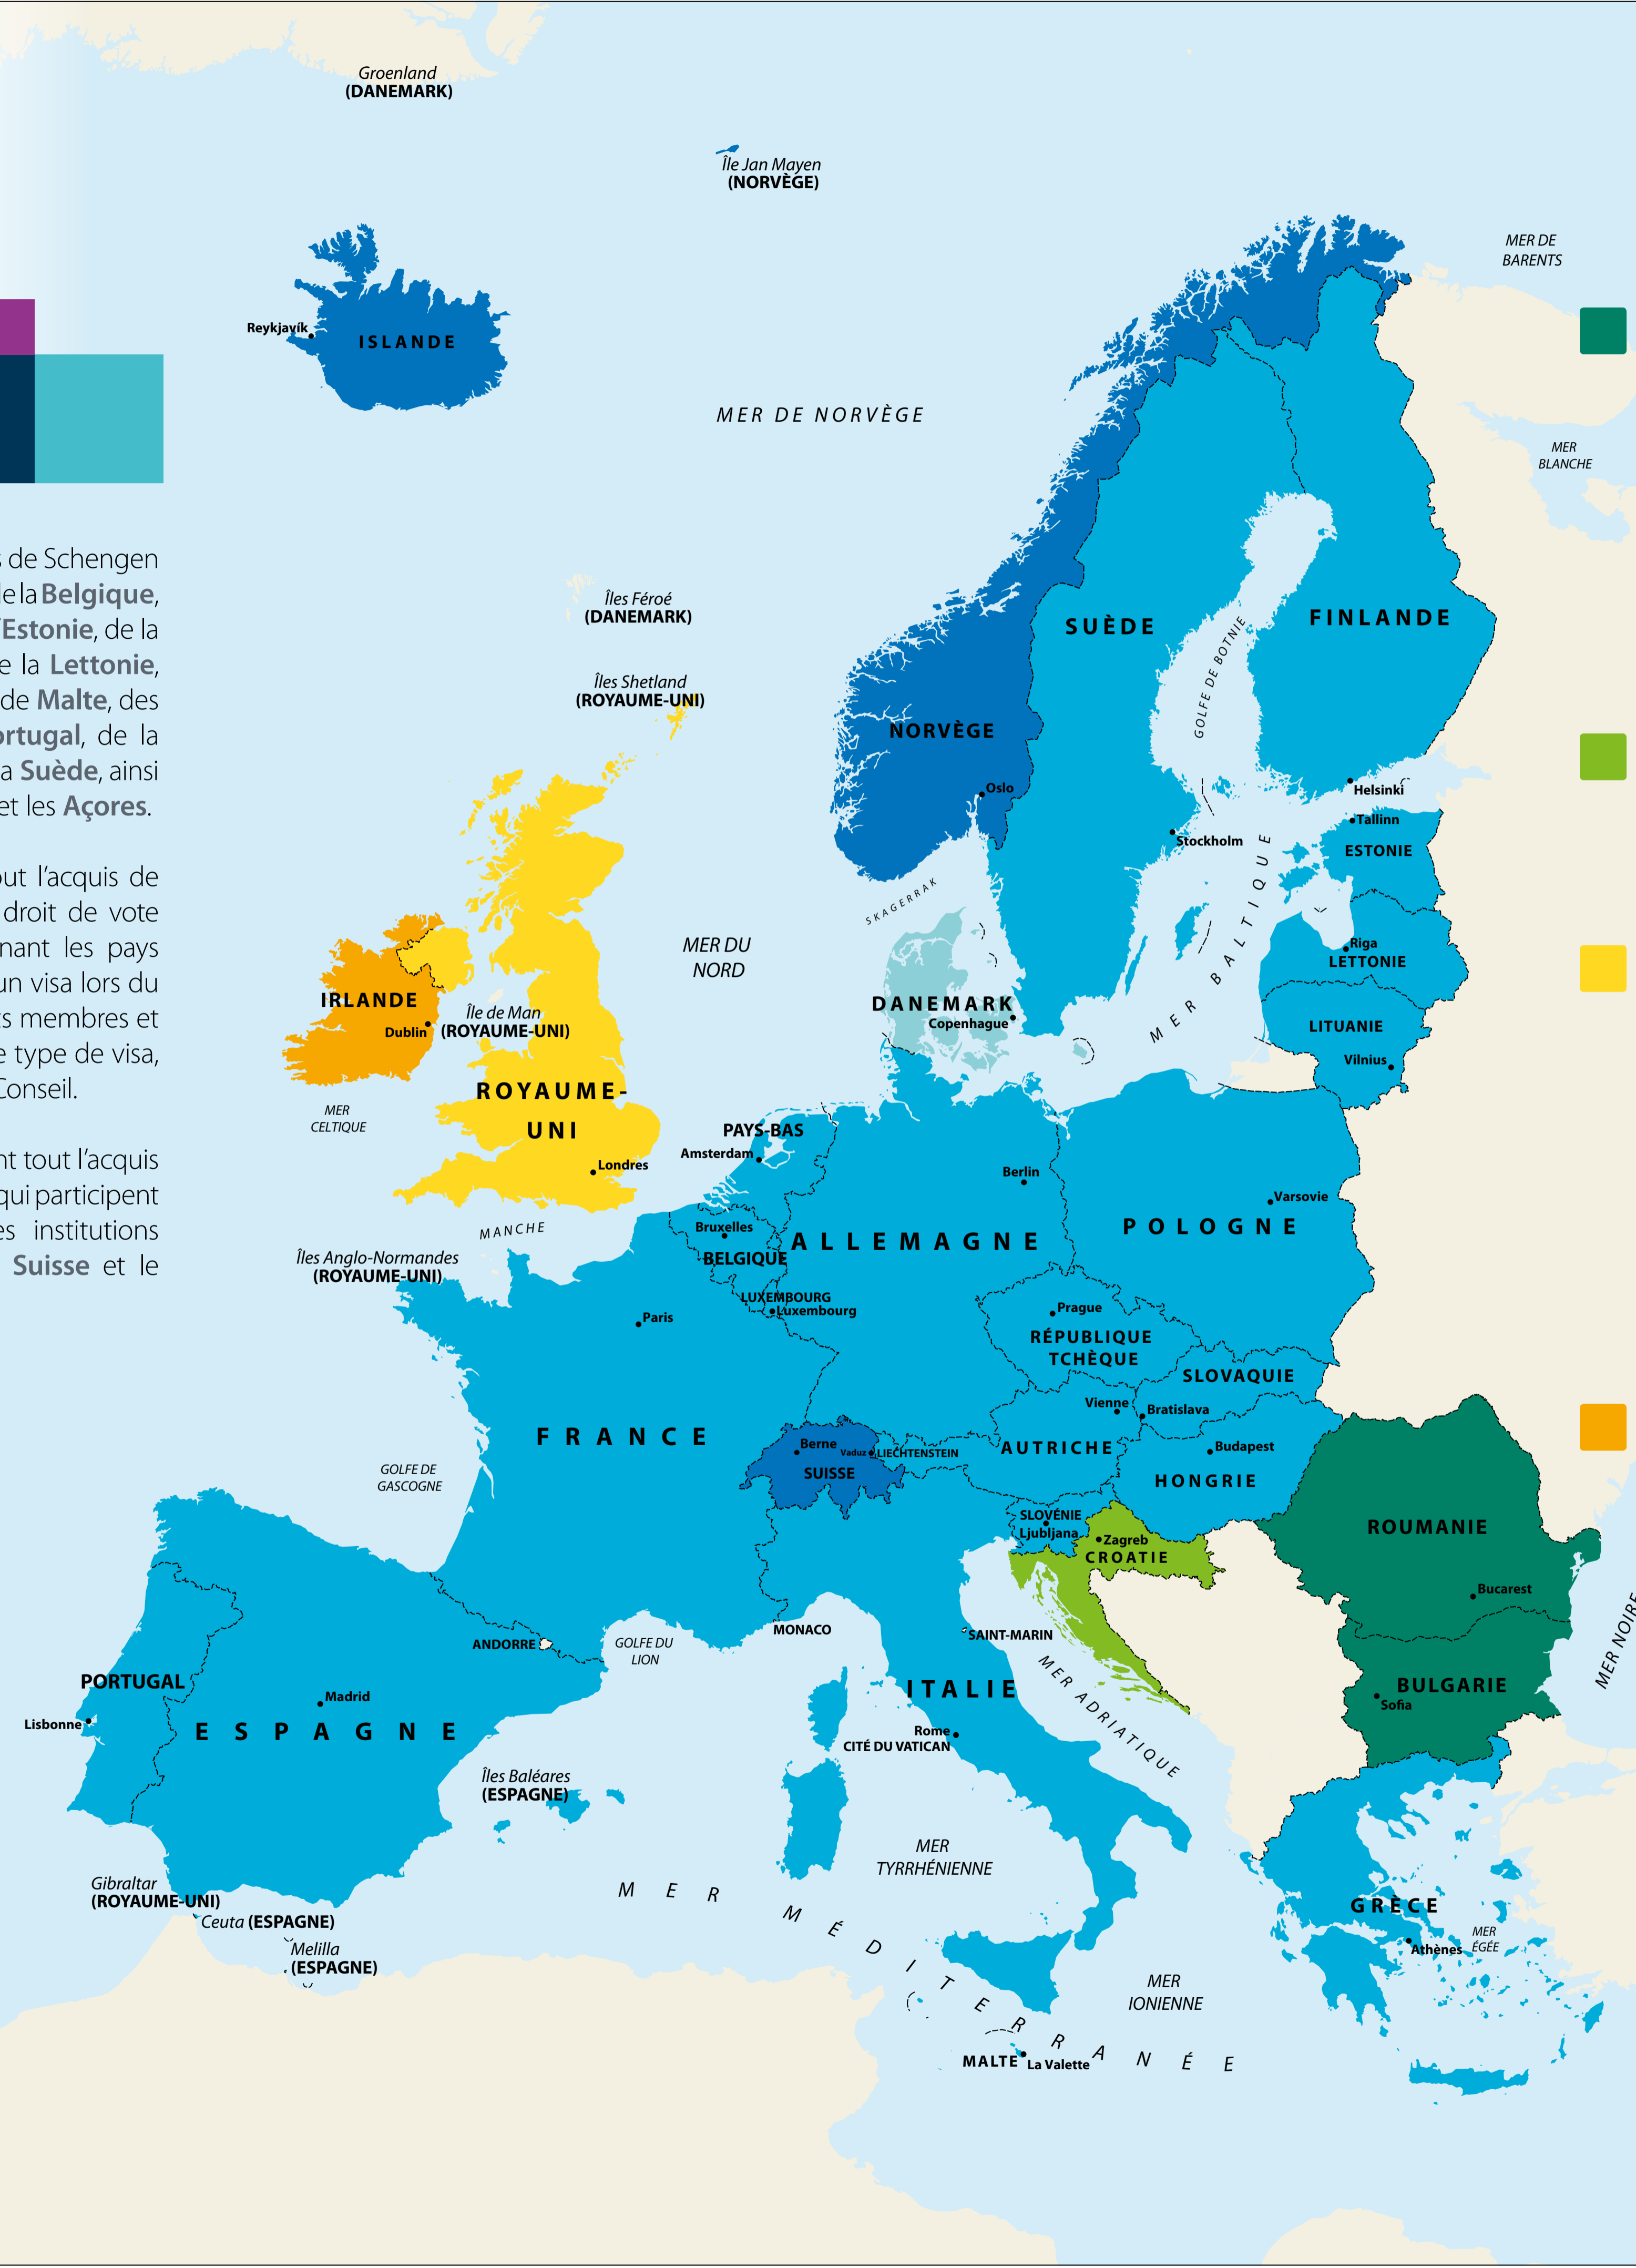 Groenland
(DANEMARK)
Île Jan Mayen
(NORVÈGE)
MER DE
BARENTS
Reykjavík
ISLANDE
MER DE NORVÈGE
MER
BLANCHE
s de Schengen
de la Belgique,
Estonie, de la
e la Lettonie,
de Malte, des
ortugal, de la
a Suède, ainsi
et les Açores.
out l'acquis de
droit de vote
nant les pays
un visa lors du
ts membres et
e type de visa,
Conseil.
nt tout l'acquis
qui participent
es institutions
Suisse et le
Îles Féroé
(DANEMARK)
Îles Shetland
(ROYAUME-UNI)
SUÈDE
FINLANDE
GOLFE DE BOTNIE
NORVÈGE
Oslo
Helsinki
Stockholm
Tallinn
ESTONIE
SKAGERRAK
MER BALTIQUE
MER DU
NORD
Riga
LETTONIE
IRLANDE
Dublin
Île de Man
(ROYAUME-UNI)
DANEMARK
Copenhague
LITUANIE
Vilnius
ROYAUME-
UNI
MER
CELTIQUE
Londres
PAYS-BAS
Amsterdam
Berlin
Varsovie
POLOGNE
MANCHE
Bruxelles
BELGIQUE
ALLEMAGNE
Îles Anglo-Normandes
(ROYAUME-UNI)
LUXEMBOURG
Luxembourg
Paris
Prague
RÉPUBLIQUE
TCHÈQUE
SLOVAQUIE
Vienne
Bratislava
FRANCE
Berne
Vaduz
LIECHTENSTEIN
SUISSE
AUTRICHE
Budapest
HONGRIE
GOLFE DE
GASCOGNE
SLOVÉNIE
Ljubljana
Zagreb
CROATIE
ROUMANIE
Bucarest
MER NOIRE
ANDORRE
GOLFE DU
LION
MONACO
SAINT-MARIN
MER ADRIATIQUE
PORTUGAL
Lisbonne
Madrid
ESPAGNE
ITALIE
Rome
CITÉ DU VATICAN
BULGARIE
Sofia
Îles Baléares
(ESPAGNE)
MER
TYRRHÉNIENNE
Gibraltar
(ROYAUME-UNI)
Ceuta (ESPAGNE)
Melilla
(ESPAGNE)
MER MÉDITERRANÉE
GRÈCE
Athènes
MER
ÉGÉE
MER
IONIENNE
MALTE
La Valette